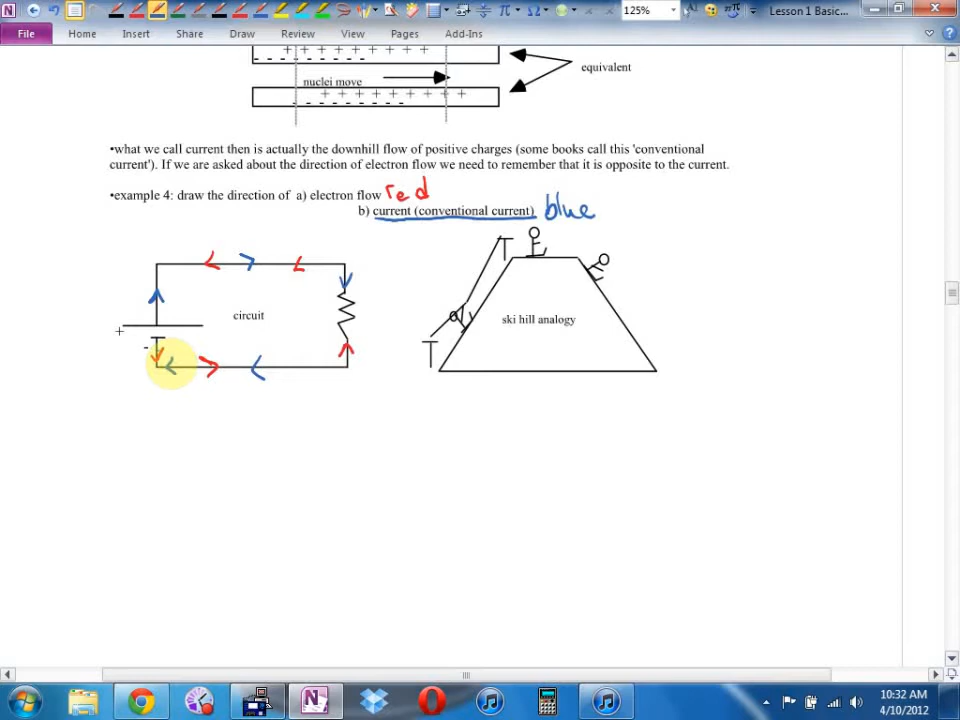 125%
Lesson 1 Basic...
File Home Insert Share Draw Review View Pages Add-Ins
+ + + + + + + + +
- - - - - - - - -
equivalent
nuclei move
+ + + + + + + + +
- - - - - - - - -
•what we call current then is actually the downhill flow of positive charges (some books call this 'conventional
current'). If we are asked about the direction of electron flow we need to remember that it is opposite to the current.
•example 4: draw the direction of a) electron flow red
b) current (conventional current) blue
circuit
ski hill analogy
+
-
10:32 AM
4/10/2012